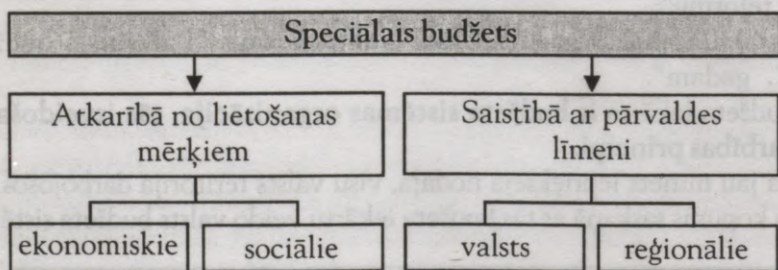 Speciālais budžets
Atkarībā no lietošanas
mērķiem
Saistībā ar pārvaldes
līmeni
ekonomiskie
sociālie
valsts
reģionālie